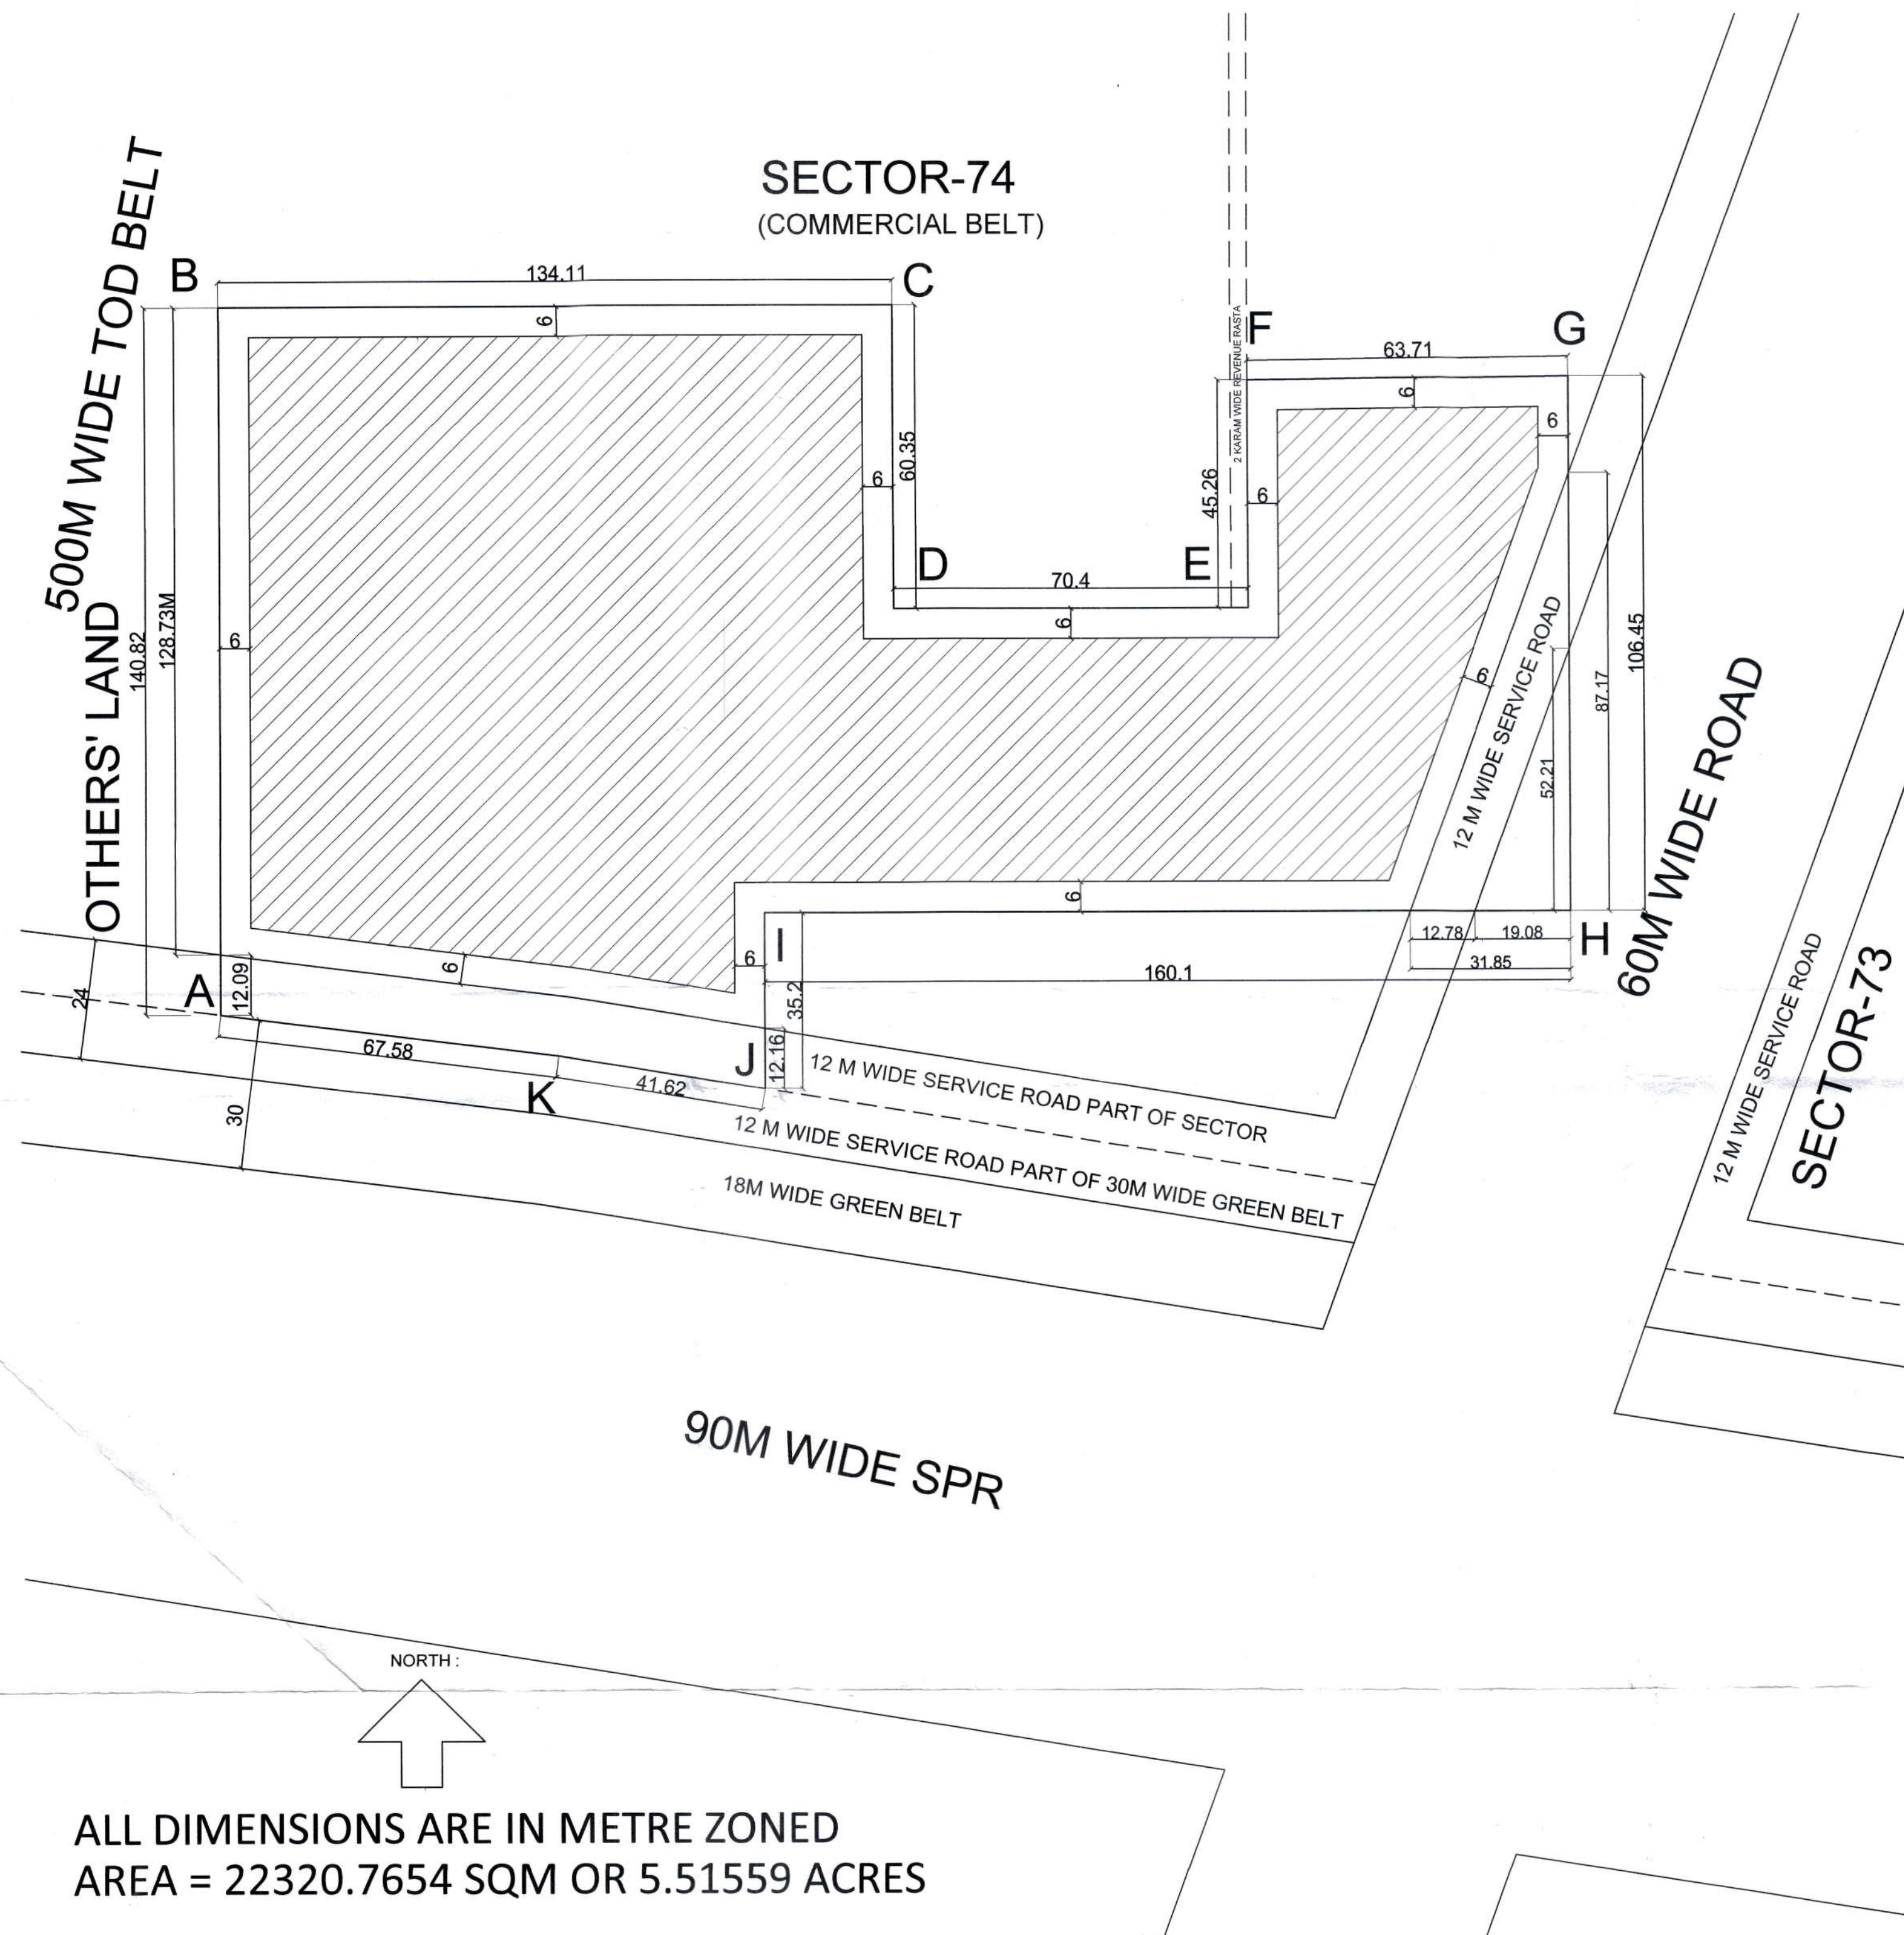 SECTOR-74
(COMMERCIAL BELT)
500M WIDE TOD BELT
OTHERS' LAND
B
134.11
C
6
2 KARAM WIDE REVENUE RASTA
F
63.71
G
6
6
60.35
6
45.26
6
D
70.4
E
6
140.82
128.73M
6
6
12 M WIDE SERVICE ROAD
52.21
87.17
106.45
60M WIDE ROAD
6
I
6
12.78
19.08
H
31.85
160.1
35.2
A
12.09
6
24
67.58
K
41.62
J
12.16
30
12 M WIDE SERVICE ROAD PART OF SECTOR
12 M WIDE SERVICE ROAD PART OF 30M WIDE GREEN BELT
18M WIDE GREEN BELT
12 M WIDE SERVICE ROAD
SECTOR-73
90M WIDE SPR
NORTH :
ALL DIMENSIONS ARE IN METRE ZONED
AREA = 22320.7654 SQM OR 5.51559 ACRES